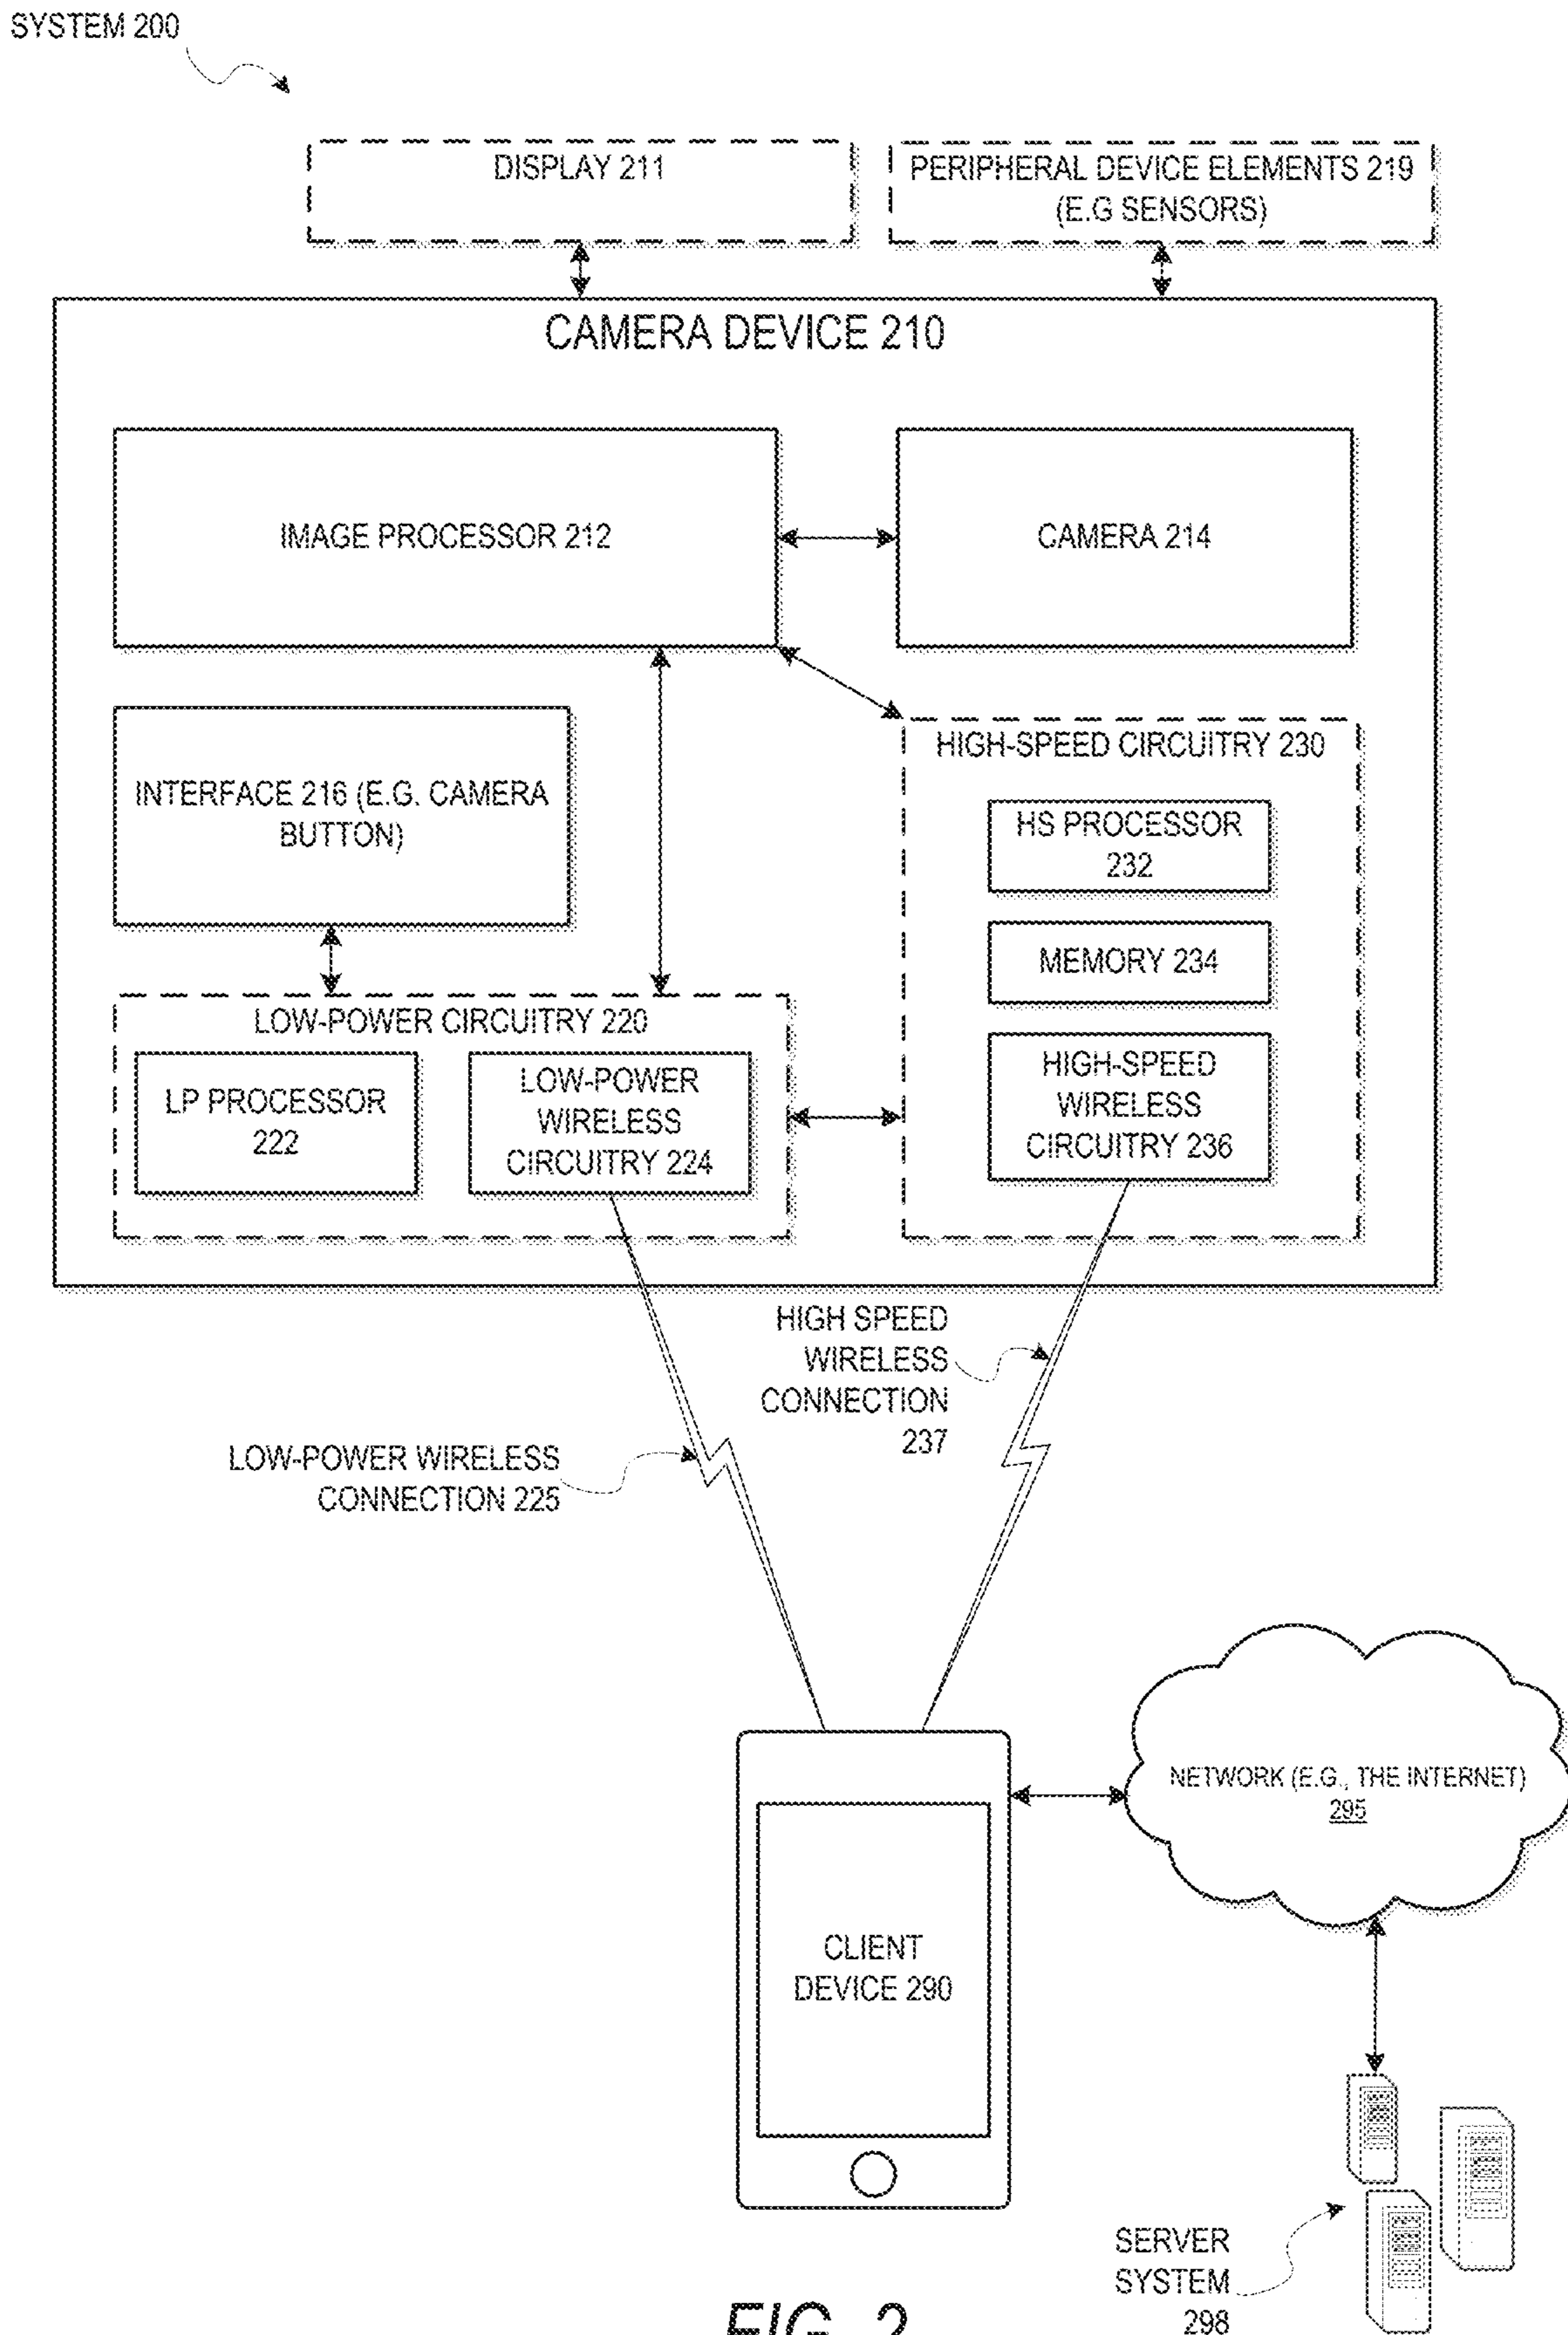 SYSTEM 200
DISPLAY 211
PERIPHERAL DEVICE ELEMENTS 219
(E.G SENSORS)
CAMERA DEVICE 210
IMAGE PROCESSOR 212
CAMERA 214
INTERFACE 216 (E.G. CAMERA
BUTTON)
HIGH-SPEED CIRCUITRY 230
HS PROCESSOR
232
MEMORY 234
HIGH-SPEED
WIRELESS
CIRCUITRY 236
LOW-POWER CIRCUITRY 220
LP PROCESSOR
222
LOW-POWER
WIRELESS
CIRCUITRY 224
HIGH SPEED
WIRELESS
CONNECTION
237
LOW-POWER WIRELESS
CONNECTION 225
NETWORK (E.G., THE INTERNET)
295
CLIENT
DEVICE 290
SERVER
SYSTEM
298
FIG. 2